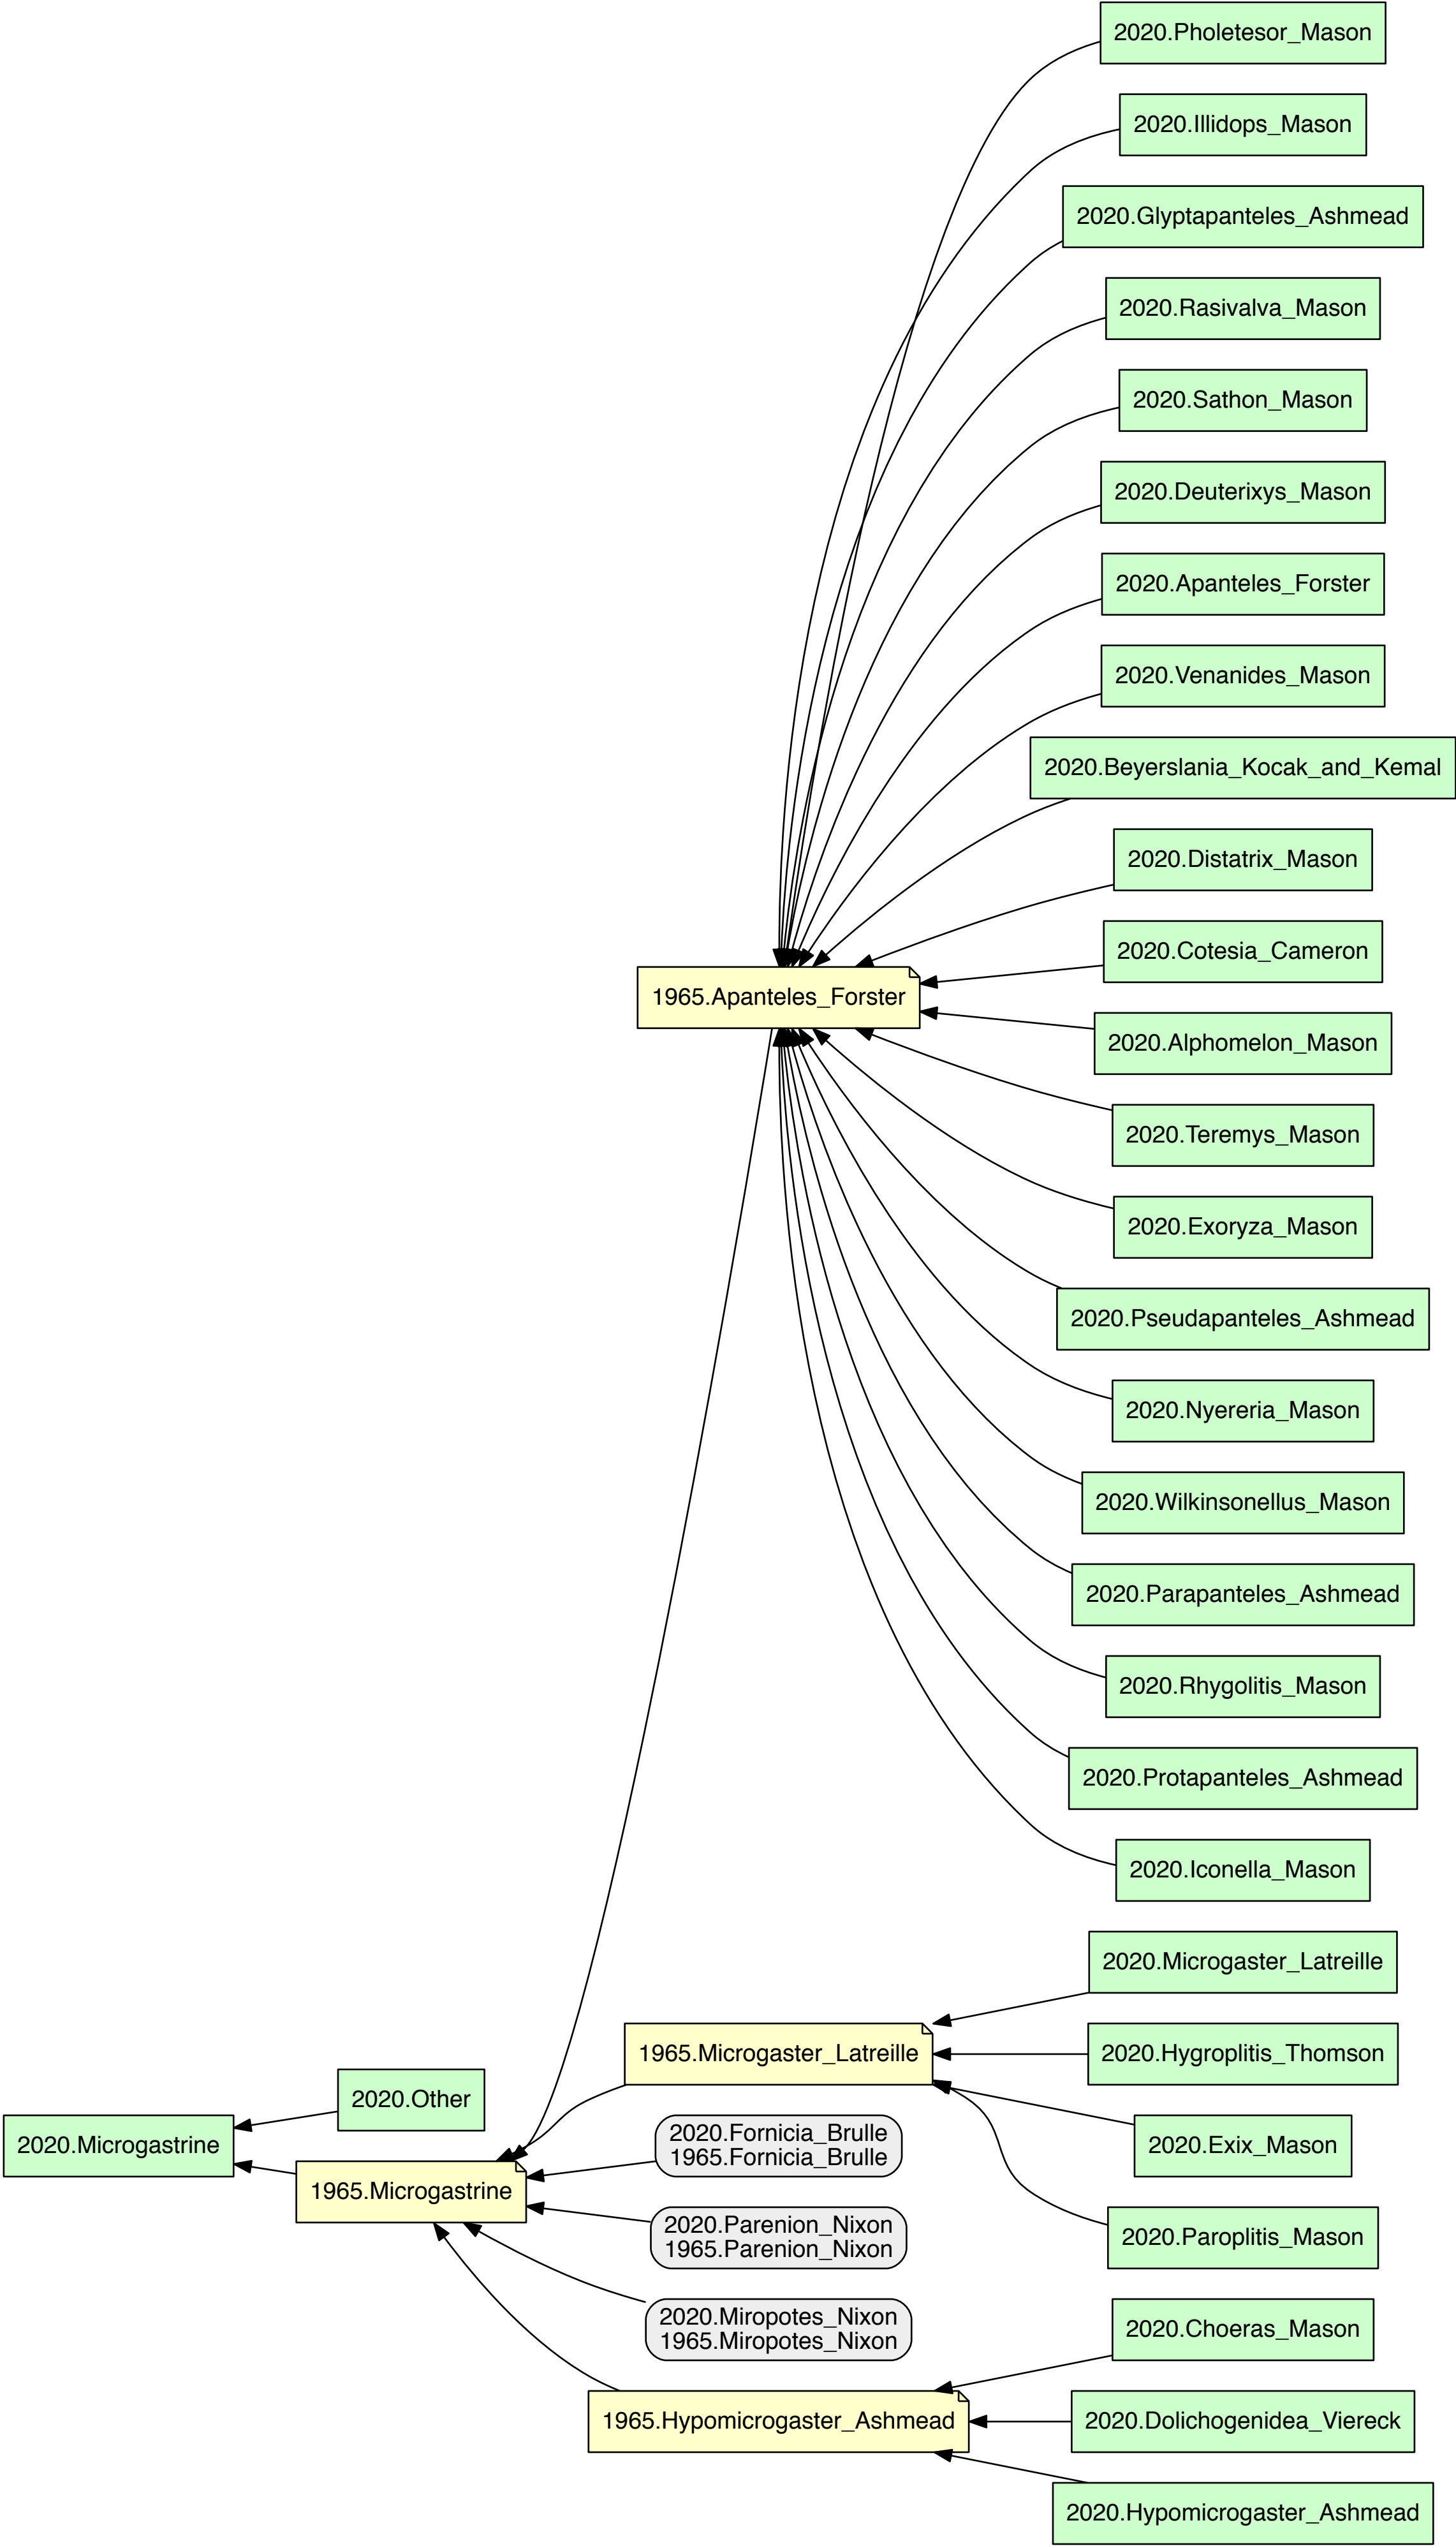 2020.Pholetesor_Mason
2020.Illidops_Mason
2020.Glyptapanteles_Ashmead
2020.Rasivalva_Mason
2020.Sathon_Mason
2020.Deuterixys_Mason
2020.Apanteles_Forster
2020.Venanides_Mason
2020.Beyerslania_Kocak_and_Kemal
2020.Distatrix_Mason
2020.Cotesia_Cameron
1965.Apanteles_Forster
2020.Alphomelon_Mason
2020.Teremys_Mason
2020.Exoryza_Mason
2020.Pseudapanteles_Ashmead
2020.Nyereria_Mason
2020.Wilkinsonellus_Mason
2020.Parapanteles_Ashmead
2020.Rhygolitis_Mason
2020.Protapanteles_Ashmead
2020.Iconella_Mason
2020.Microgaster_Latreille
1965.Microgaster_Latreille
2020.Hygroplitis_Thomson
2020.Other
2020.Microgastrine
2020.Fornicia_Brulle
1965.Fornicia_Brulle
2020.Exix_Mason
1965.Microgastrine
2020.Parenion_Nixon
1965.Parenion_Nixon
2020.Paroplitis_Mason
2020.Miropotes_Nixon
1965.Miropotes_Nixon
2020.Choeras_Mason
1965.Hypomicrogaster_Ashmead
2020.Dolichogenidea_Viereck
2020.Hypomicrogaster_Ashmead